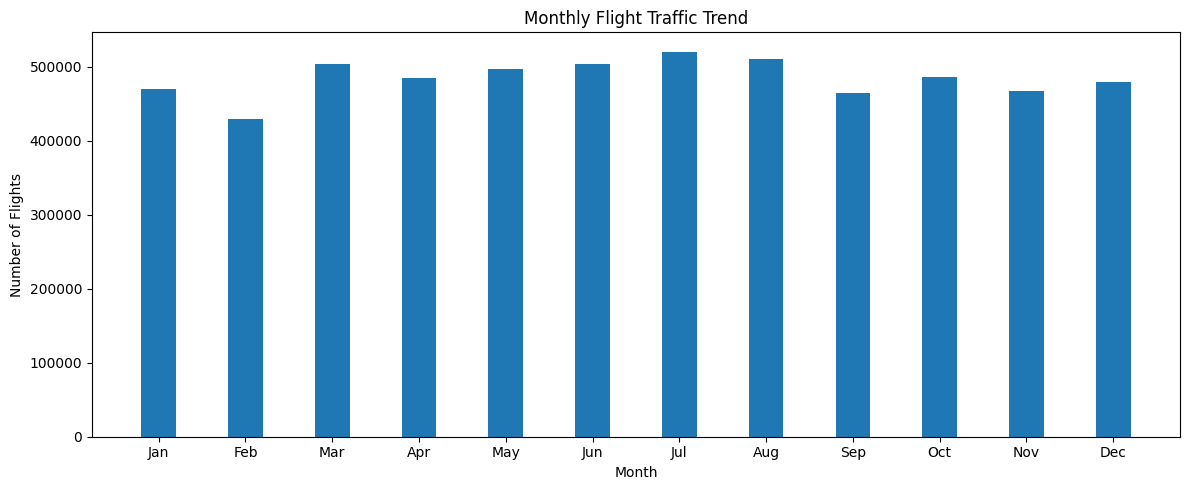 Monthly Flight Traffic Trend
Number of Flights
500000
400000
300000
200000
100000
0
Jan Feb Mar Apr May Jun Jul Aug Sep Oct Nov Dec
Month